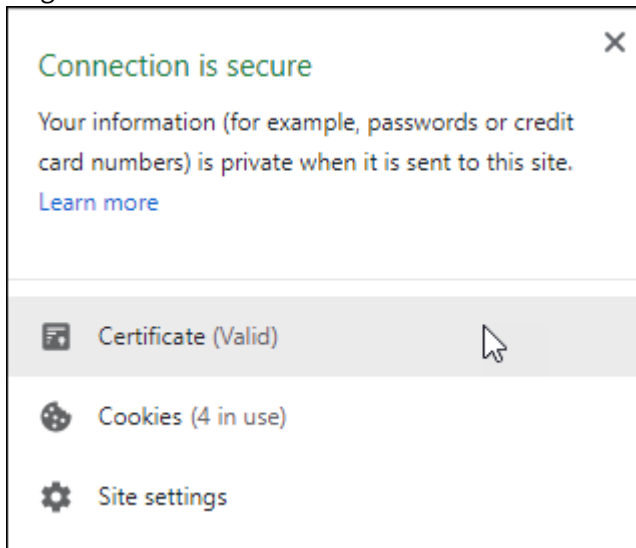 Connection is secure
Your information (for example, passwords or credit
card numbers) is private when it is sent to this site.
Learn more
Certificate (Valid)
Cookies (4 in use)
Site settings